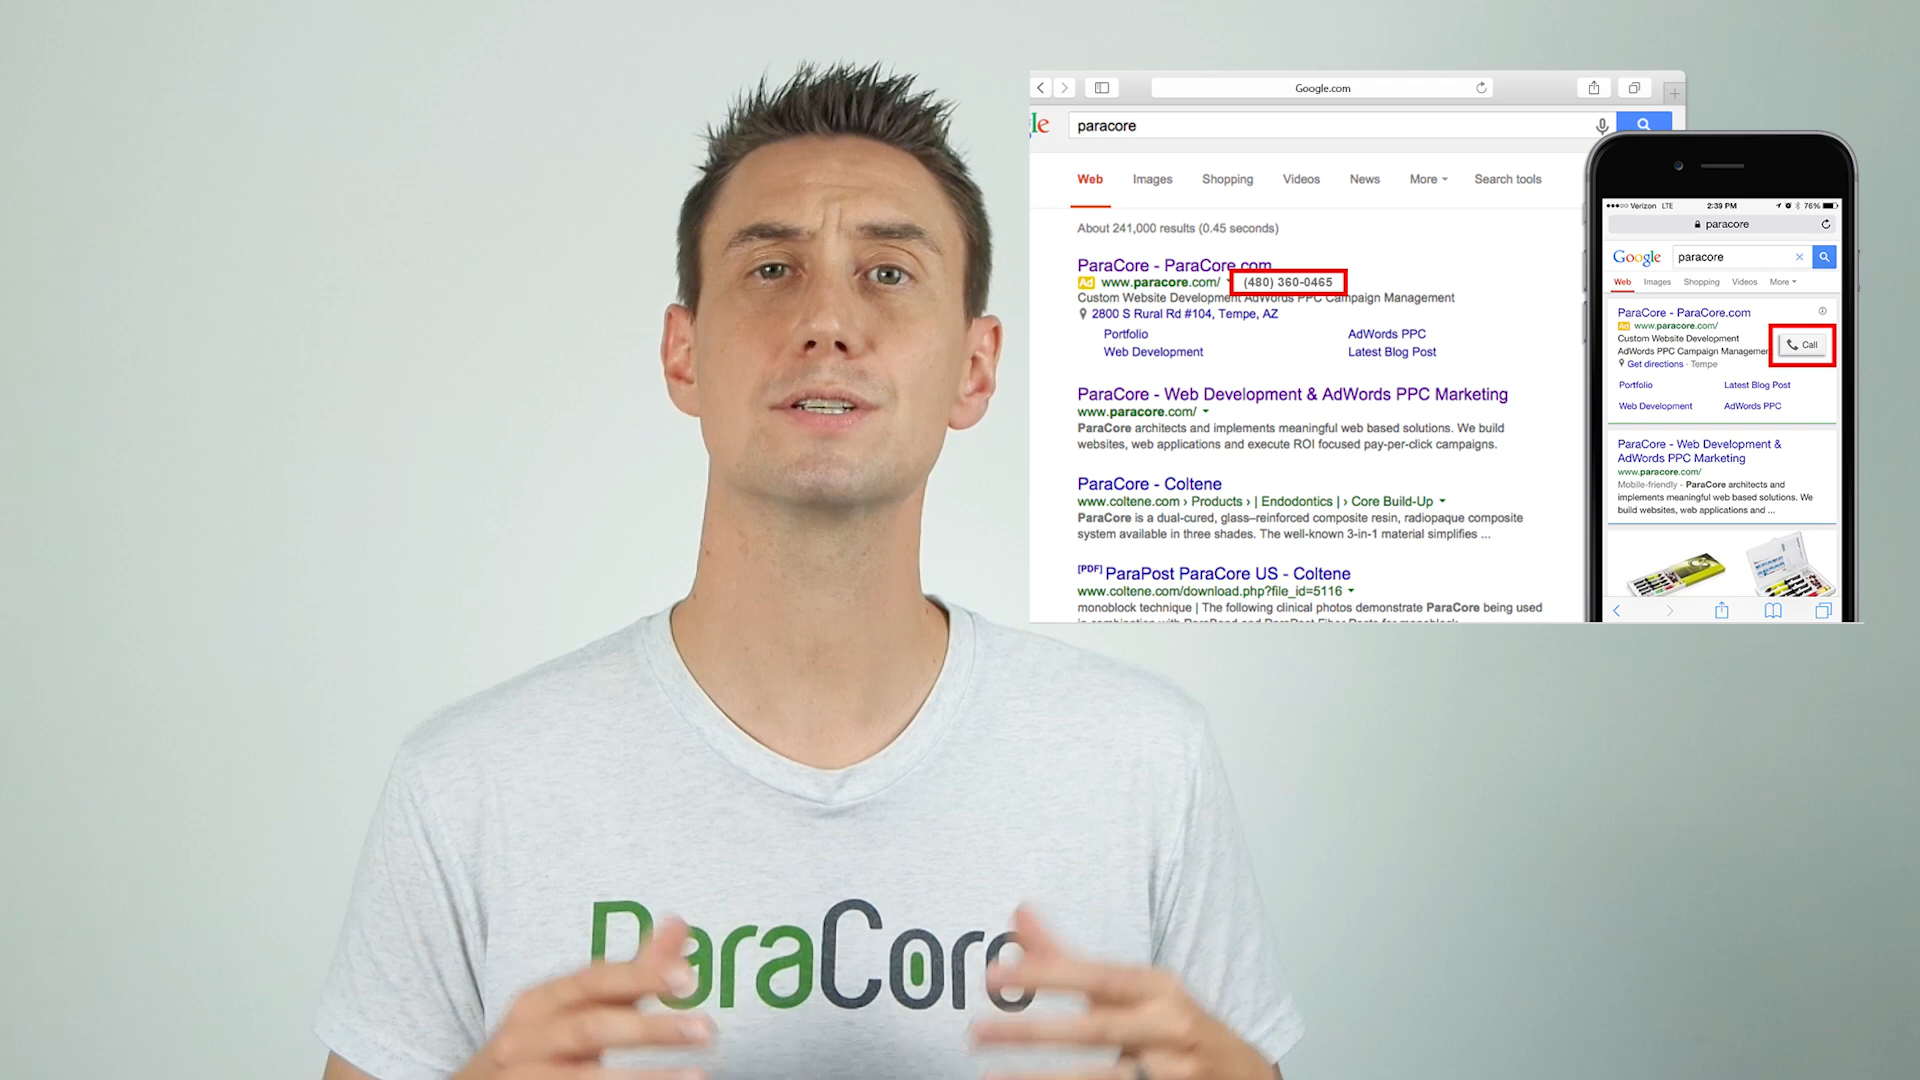 Google.com
le
paracore
Web Images Shopping Videos News More Search tools
About 241,000 results (0.45 seconds)
ParaCore - ParaCore.com
Ad www.paracore.com/ (480) 360-0465
Custom Website Development AdWords PPC Campaign Management
2800 S Rural Rd #104, Tempe, AZ
Portfolio AdWords PPC
Web Development Latest Blog Post
ParaCore - Web Development & AdWords PPC Marketing
www.paracore.com/
ParaCore architects and implements meaningful web based solutions. We build
websites, web applications and execute ROI focused pay-per-click campaigns.
ParaCore - Coltene
www.coltene.com › Products › | Endodontics | › Core Build-Up
ParaCore is a dual-cured, glass–reinforced composite resin, radiopaque composite
system available in three shades. The well-known 3-in-1 material simplifies ...
[PDF] ParaPost ParaCore US - Coltene
www.coltene.com/download.php?file_id=5116
monoblock technique | The following clinical photos demonstrate ParaCore being used
Verizon LTE 2:39 PM 76%
paracore
Google paracore
Web Images Shopping Videos More
ParaCore - ParaCore.com
Ad www.paracore.com/
Custom Website Development
AdWords PPC Campaign Management
Call
Get directions · Tempe
Portfolio Latest Blog Post
Web Development AdWords PPC
ParaCore - Web Development &
AdWords PPC Marketing
www.paracore.com/
Mobile-friendly - ParaCore architects and
implements meaningful web based solutions. We
build websites, web applications and ...
ParaCore